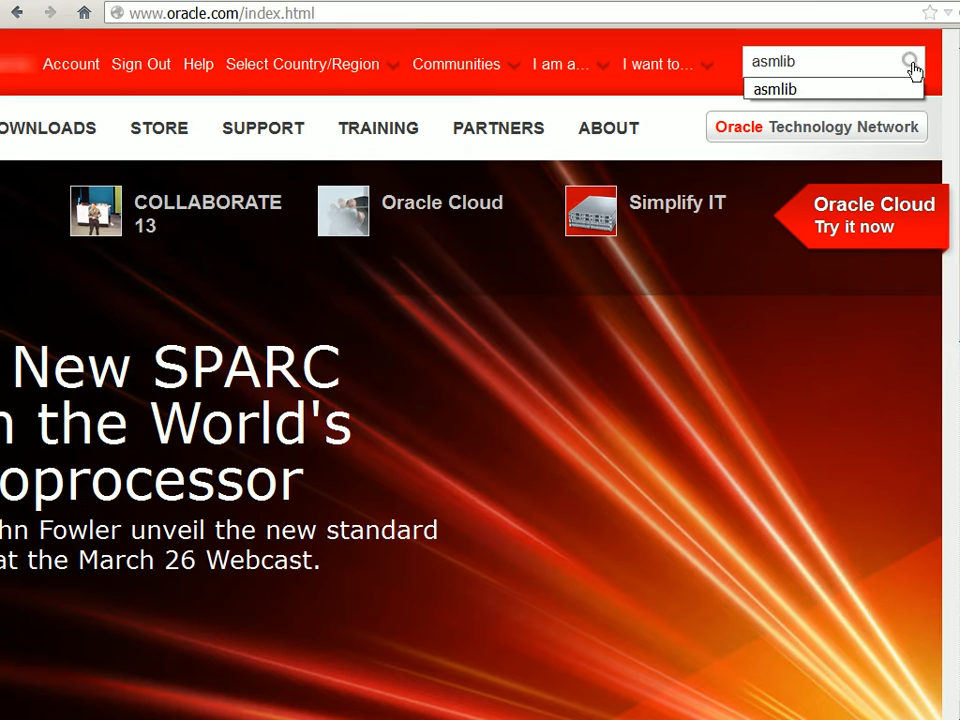 www.oracle.com/index.html
Account Sign Out Help Select Country/Region Communities I am a... I want to... asmlib
asmlib
OWNLOADS STORE SUPPORT TRAINING PARTNERS ABOUT Oracle Technology Network
COLLABORATE
13
Oracle Cloud
Simplify IT
Oracle Cloud
Try it now
New SPARC
n the World's
oprocessor
hn Fowler unveil the new standard
at the March 26 Webcast.